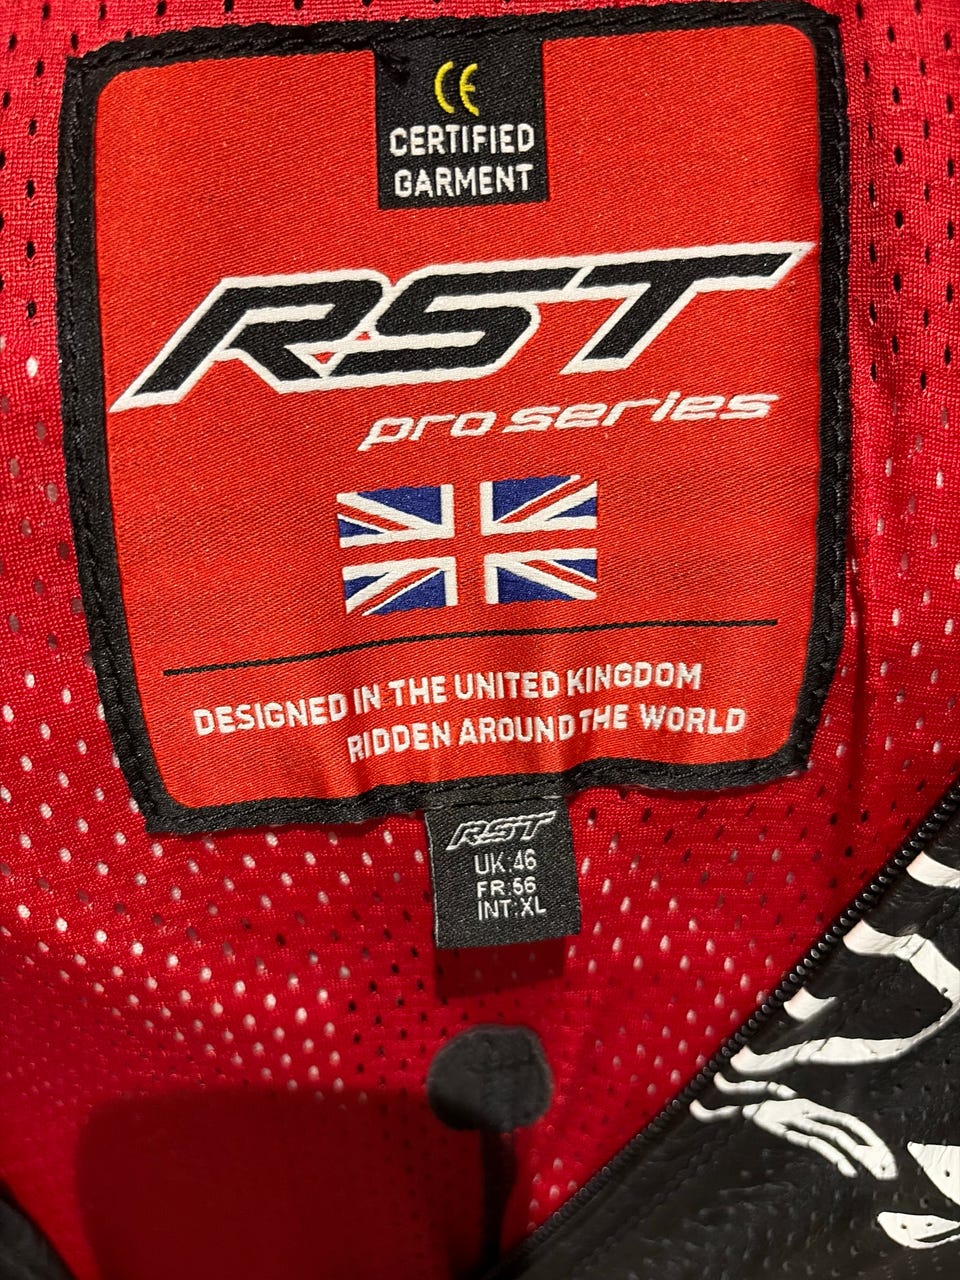 CE
CERTIFIED
GARMENT
RST
pro series
DESIGNED IN THE UNITED KINGDOM
RIDDEN AROUND THE WORLD
RST
UK:46
FR:56
INT:XL